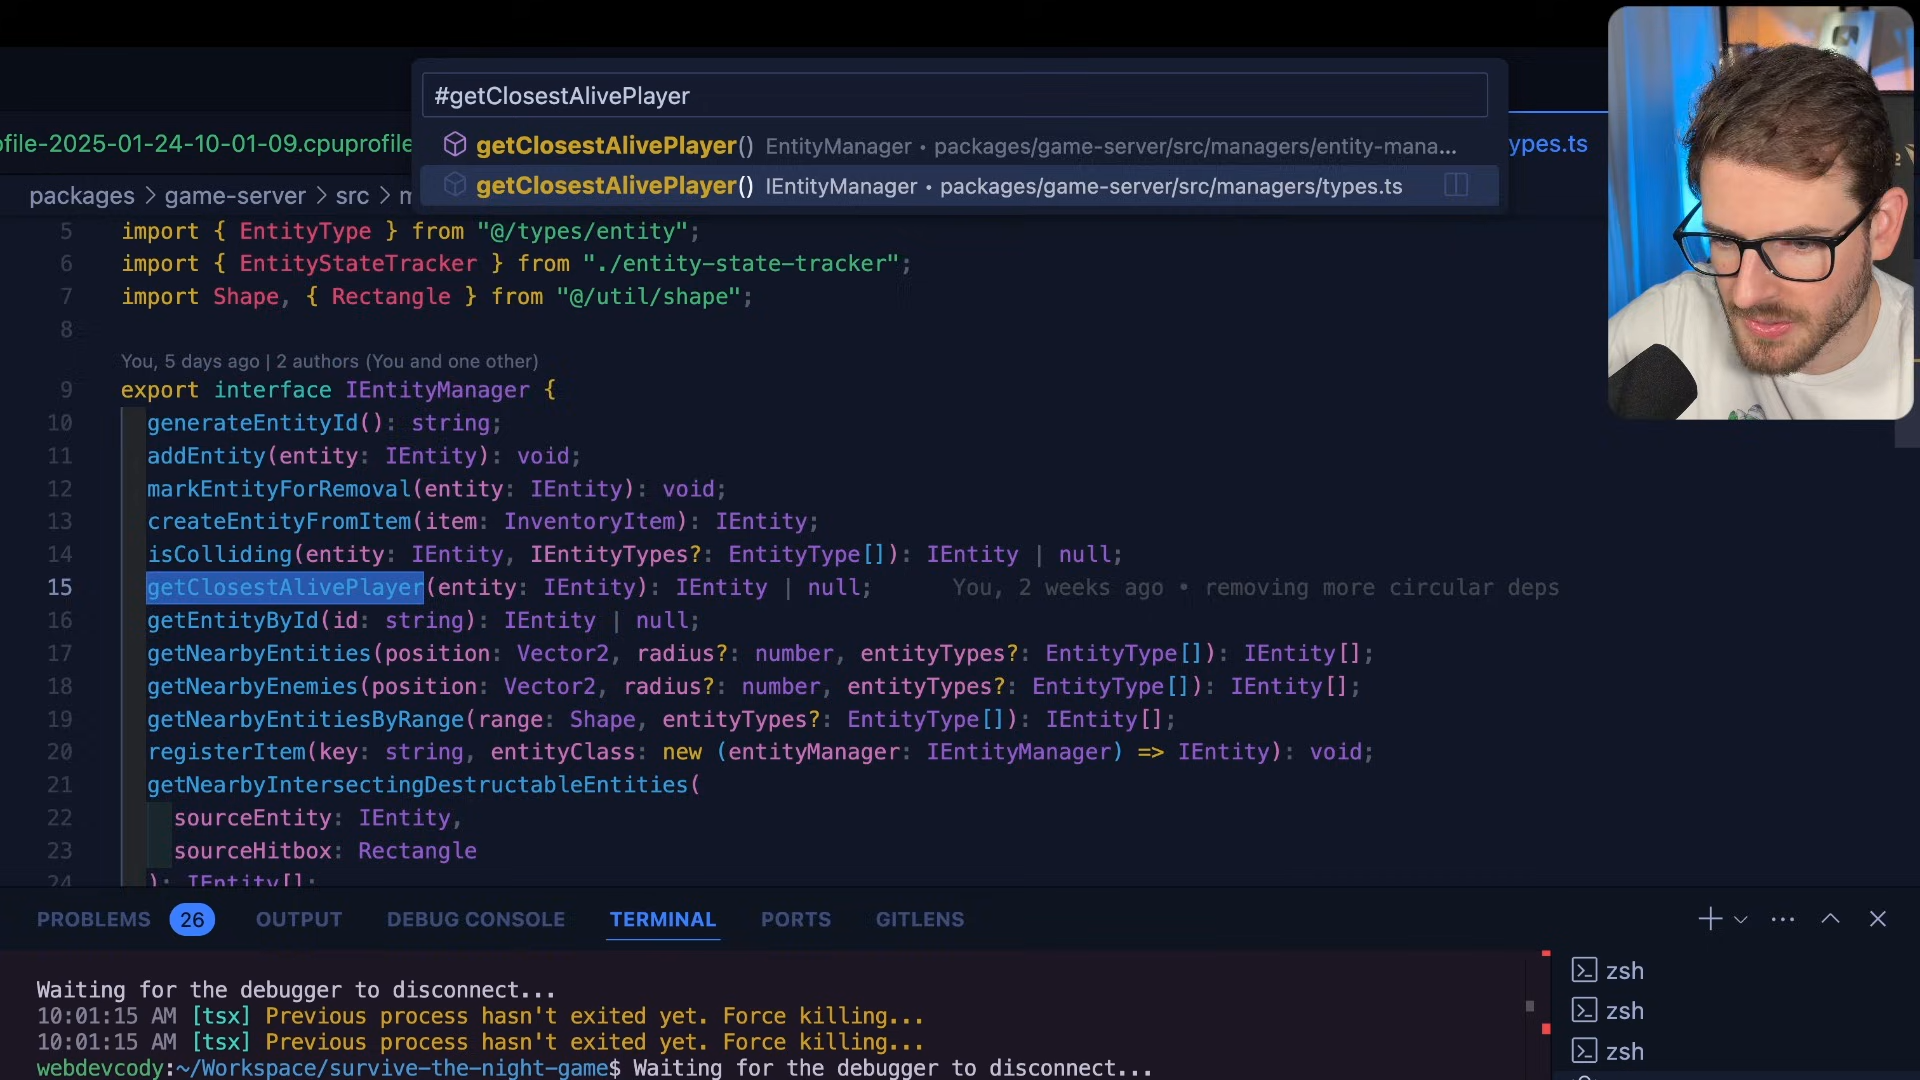 #getClosestAlivePlayer
getClosestAlivePlayer() EntityManager • packages/game-server/src/managers/entity-mana...
getClosestAlivePlayer() IEntityManager • packages/game-server/src/managers/types.ts
ofile-2025-01-24-10-01-09.cpuprofile
ypes.ts
packages > game-server > src > m
5 import { EntityType } from "@/types/entity";
6 import { EntityStateTracker } from "./entity-state-tracker";
7 import Shape, { Rectangle } from "@/util/shape";
8
You, 5 days ago | 2 authors (You and one other)
9 export interface IEntityManager {
10 generateEntityId(): string;
11 addEntity(entity: IEntity): void;
12 markEntityForRemoval(entity: IEntity): void;
13 createEntityFromItem(item: InventoryItem): IEntity;
14 isColliding(entity: IEntity, IEntityTypes?: EntityType[]): IEntity | null;
15 getClosestAlivePlayer(entity: IEntity): IEntity | null; You, 2 weeks ago • removing more circular deps
16 getEntityById(id: string): IEntity | null;
17 getNearbyEntities(position: Vector2, radius?: number, entityTypes?: EntityType[]): IEntity[];
18 getNearbyEnemies(position: Vector2, radius?: number, entityTypes?: EntityType[]): IEntity[];
19 getNearbyEntitiesByRange(range: Shape, entityTypes?: EntityType[]): IEntity[];
20 registerItem(key: string, entityClass: new (entityManager: IEntityManager) => IEntity): void;
21 getNearbyIntersectingDestructableEntities(
22 sourceEntity: IEntity,
23 sourceHitbox: Rectangle
24 ): IEntity[];
PROBLEMS 26 OUTPUT DEBUG CONSOLE TERMINAL PORTS GITLENS
Waiting for the debugger to disconnect...
10:01:15 AM [tsx] Previous process hasn't exited yet. Force killing...
10:01:15 AM [tsx] Previous process hasn't exited yet. Force killing...
webdevcody:~/Workspace/survive-the-night-game$ Waiting for the debugger to disconnect...
zsh
zsh
zsh